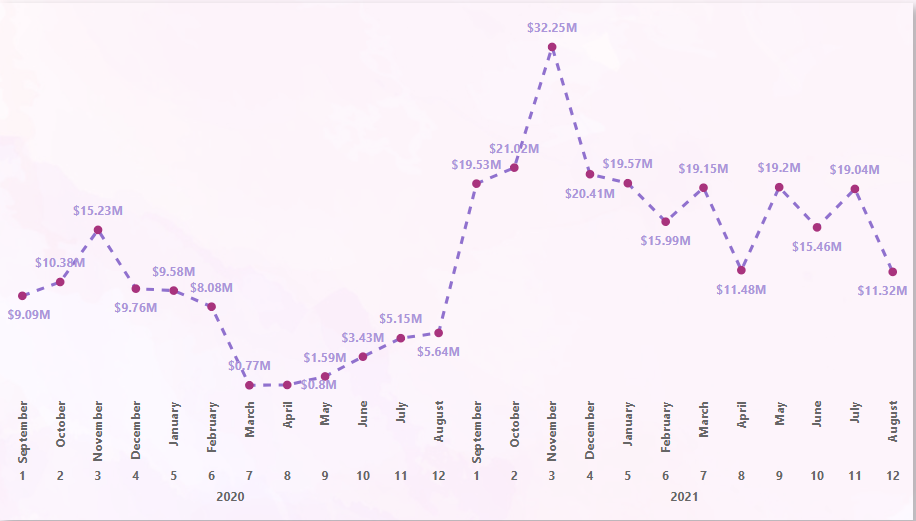 $32.25M
$21.02M
$19.53M
$19.57M
$19.15M
$19.2M
$19.04M
$20.41M
$15.23M
$15.99M
$15.46M
$10.38M
$9.58M
$8.08M
$11.48M
$11.32M
$9.09M
$9.76M
$5.15M
$3.43M
$5.64M
$0.77M
$1.59M
$0.8M
September October November December January February March April May June July August September October November December January February March April May June July August
1 2 3 4 5 6 7 8 9 10 11 12 1 2 3 4 5 6 7 8 9 10 11 12
2020 2021